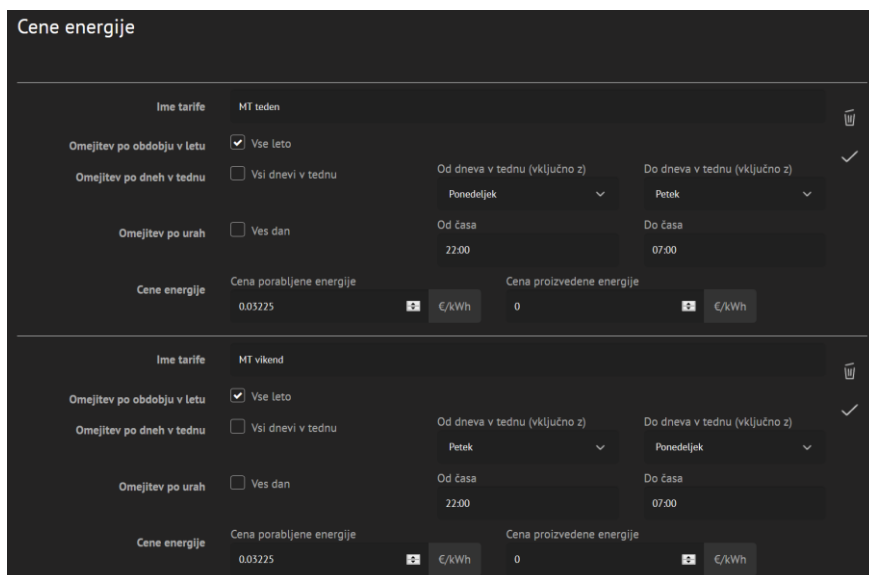 Cene energije
Ime tarife MT teden
Omejitev po obdobju v letu Vse leto
Omejitev po dneh v tednu Vsi dnevi v tednu Od dneva v tednu (vključno z) Do dneva v tednu (vključno z)
Ponedeljek Petek
Omejitev po urah Ves dan Od časa Do časa
22:00 07:00
Cene energije Cena porabljene energije Cena proizvedene energije
0.03225 €/kWh 0 €/kWh
Ime tarife MT vikend
Omejitev po obdobju v letu Vse leto
Omejitev po dneh v tednu Vsi dnevi v tednu Od dneva v tednu (vključno z) Do dneva v tednu (vključno z)
Petek Ponedeljek
Omejitev po urah Ves dan Od časa Do časa
22:00 07:00
Cene energije Cena porabljene energije Cena proizvedene energije
0.03225 €/kWh 0 €/kWh